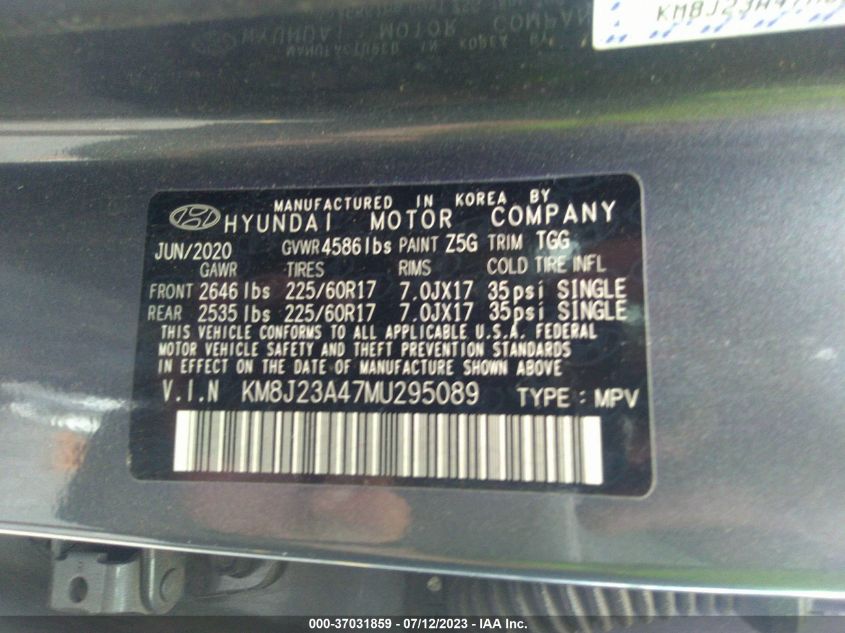 KM8J23A47MU
MANUFACTURED IN KOREA BY
HYUNDAI MOTOR COMPANY
JUN/2020 GVWR 4586 lbs PAINT Z5G TRIM TGG
GAWR TIRES RIMS COLD TIRE INFL
FRONT 2646 lbs 225/60R17 7.0JX17 35psi SINGLE
REAR 2535 lbs 225/60R17 7.0JX17 35psi SINGLE
THIS VEHICLE CONFORMS TO ALL APPLICABLE U.S.A. FEDERAL
MOTOR VEHICLE SAFETY AND THEFT PREVENTION STANDARDS
IN EFFECT ON THE DATE OF MANUFACTURE SHOWN ABOVE
V.I.N KM8J23A47MU295089 TYPE : MPV
000-37031859 / 07/12/2023 - IAA Inc.